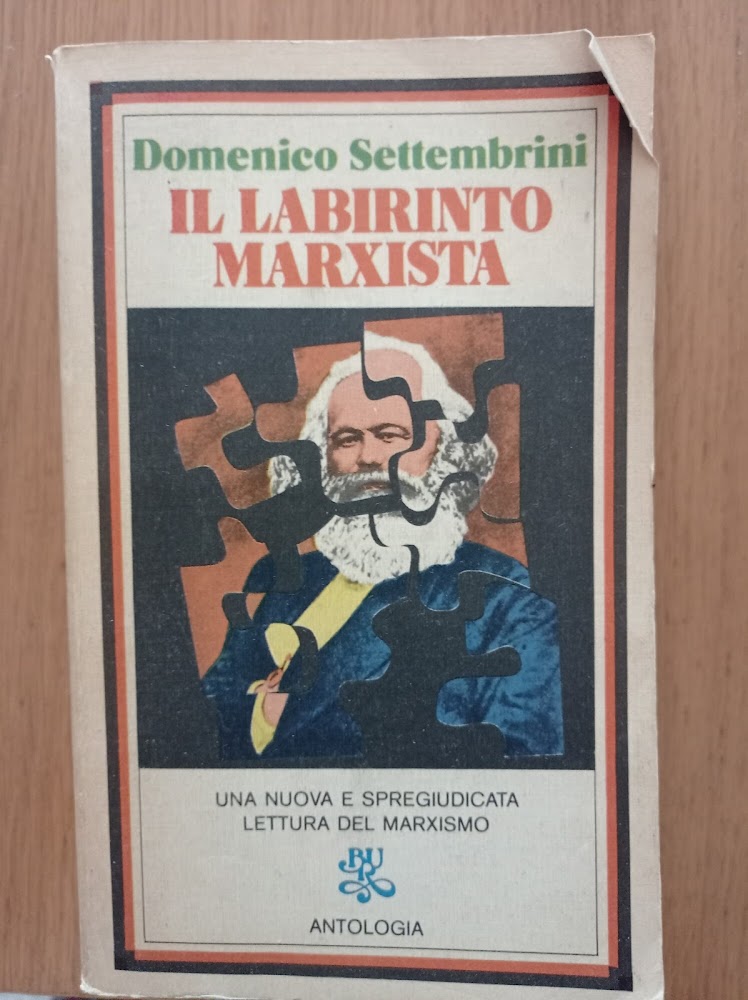 Domenico Settembrini
IL LABIRINTO
MARXISTA
UNA NUOVA E SPREGIUDICATA
LETTURA DEL MARXISMO
BUR
ANTOLOGIA